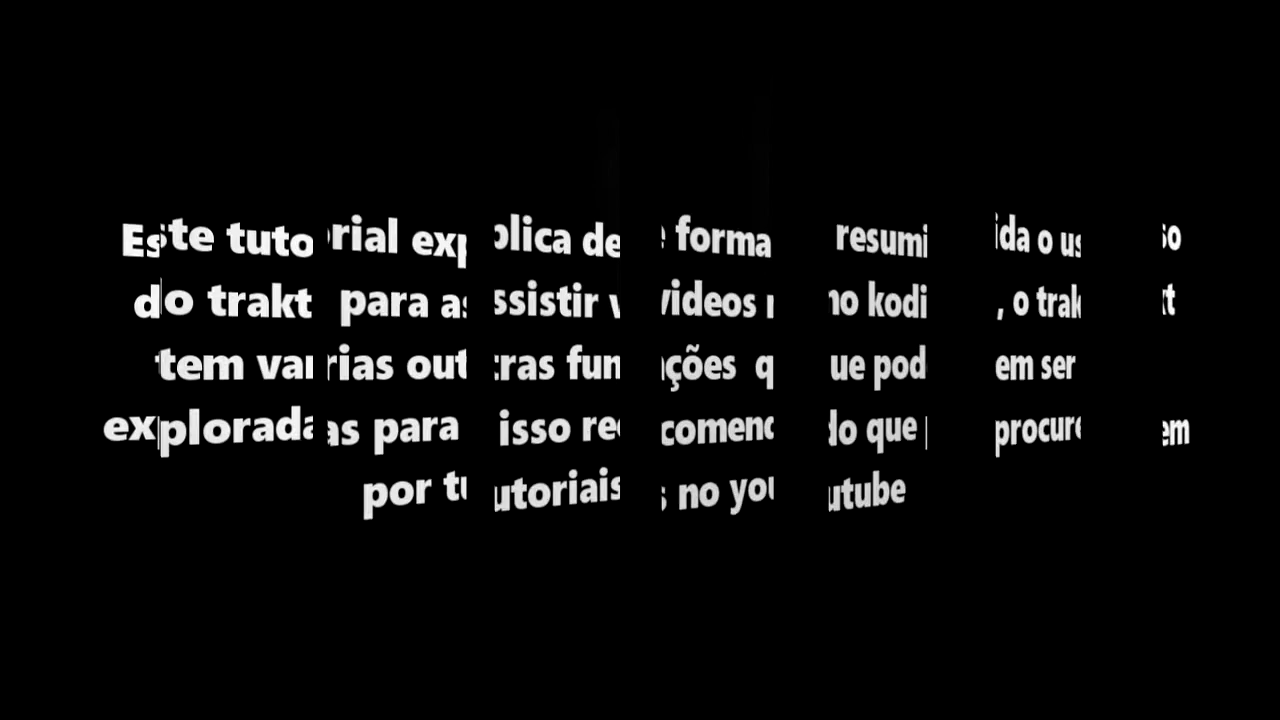 Este tutorial explica de forma resumida o uso
do trakt para assistir videos no kodi, o trakt
tem varias outras funções que podem ser
exploradas para isso recomendo que procurem
por tutoriais no youtube